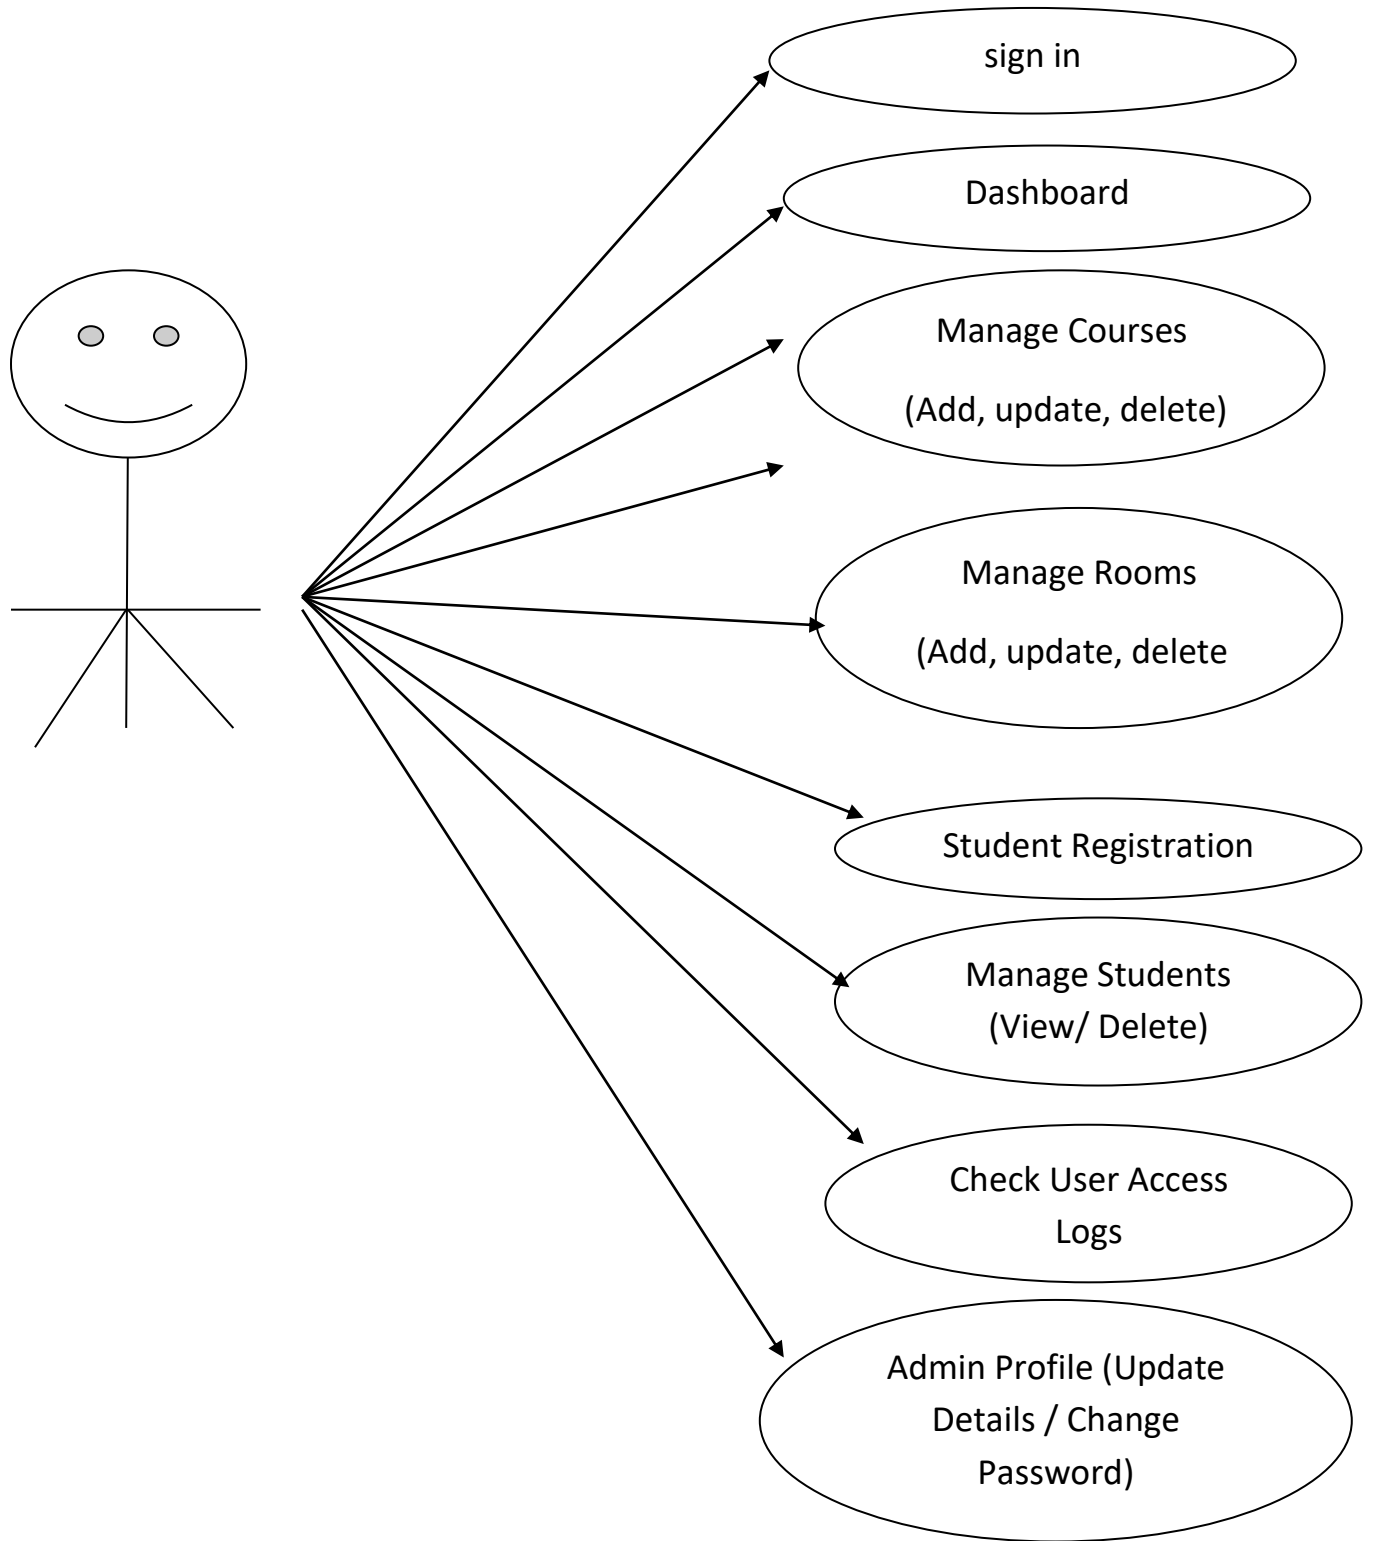 sign in
Dashboard
Manage Courses
(Add, update, delete)
Manage Rooms
(Add, update, delete
Student Registration
Manage Students
(View/ Delete)
Check User Access
Logs
Admin Profile (Update
Details / Change
Password)